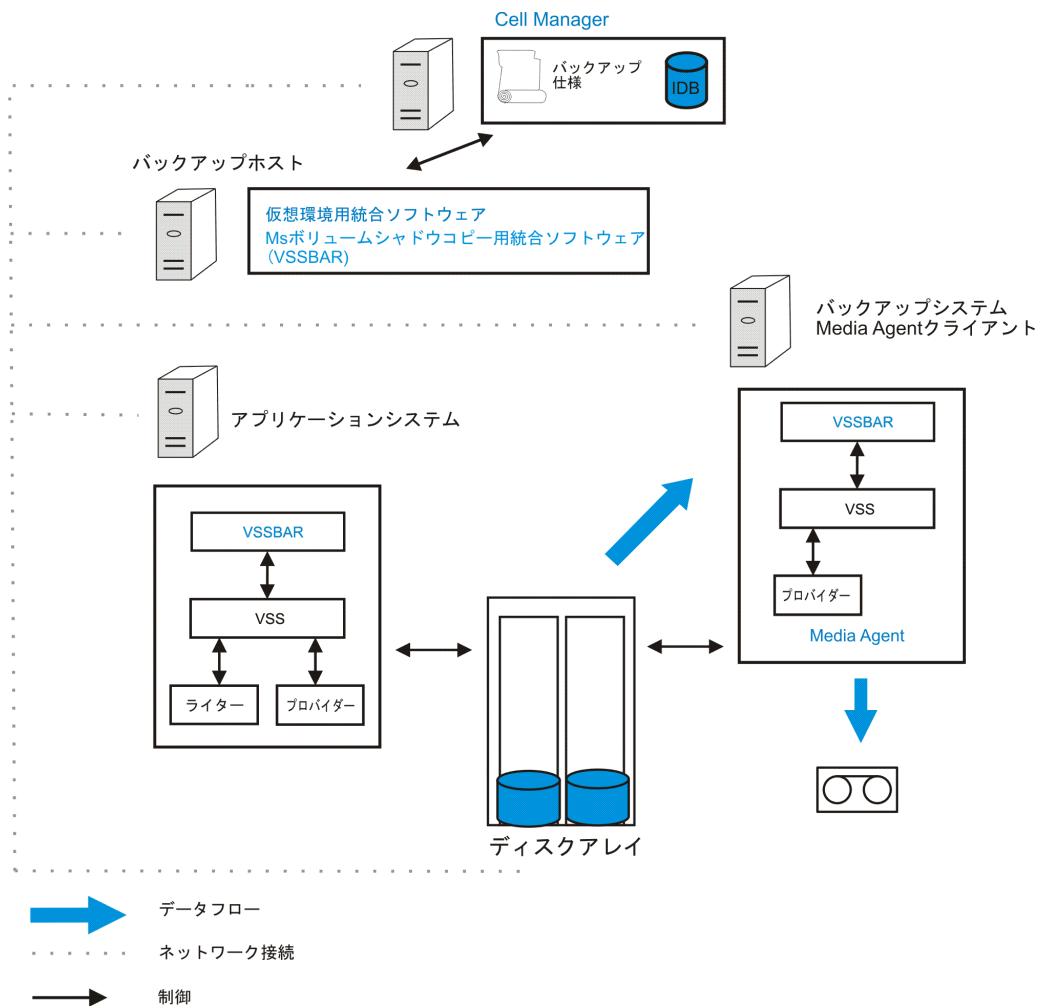 Cell Manager
バックアップ
仕様
IDB
バックアップホスト
仮想環境用統合ソフトウェア
Msボリュームシャドウコピー用統合ソフトウェア
(VSSBAR)
バックアップシステム
Media Agentクライアント
アプリケーションシステム
VSSBAR
VSS
プロバイダー
Media Agent
VSSBAR
VSS
ライター
プロバイダー
ディスクアレイ
データフロー
ネットワーク接続
制御